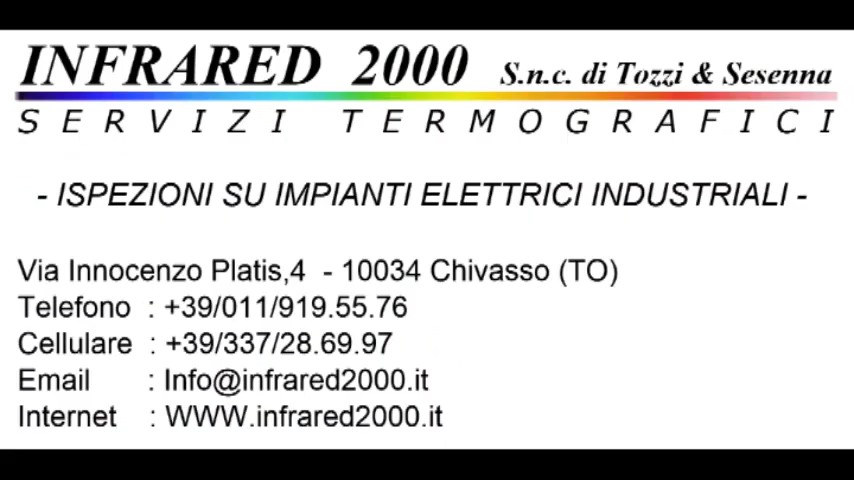 INFRARED 2000 S.n.c. di Tozzi & Sesenna
SERVIZI TERMOGRAFICI
- ISPEZIONI SU IMPIANTI ELETTRICI INDUSTRIALI -
Via Innocenzo Platis,4 - 10034 Chivasso (TO)
Telefono : +39/011/919.55.76
Cellulare : +39/337/28.69.97
Email : Info@infrared2000.it
Internet : WWW.infrared2000.it